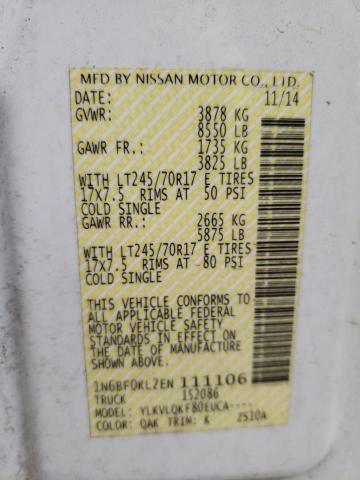 MFD BY NISSAN MOTOR CO., LTD.
DATE: 11/14
GVWR: 3878 KG
8550 LB
GAWR FR.: 1735 KG
3825 LB
WITH LT245/70R17 E TIRES
17X7.5 RIMS AT 50 PSI
COLD SINGLE
GAWR RR.: 2665 KG
5875 LB
WITH LT245/70R17 E TIRES
17X7.5 RIMS AT 80 PSI
COLD SINGLE
THIS VEHICLE CONFORMS TO
ALL APPLICABLE FEDERAL
MOTOR VEHICLE SAFETY
STANDARDS IN EFFECT ON
THE DATE OF MANUFACTURE
SHOWN ABOVE.
1N6BF0KL2EN 111106
TRUCK 152086
MODEL: YLKVLQKF80EUCA----
COLOR: QAK TRIM: K 2510A